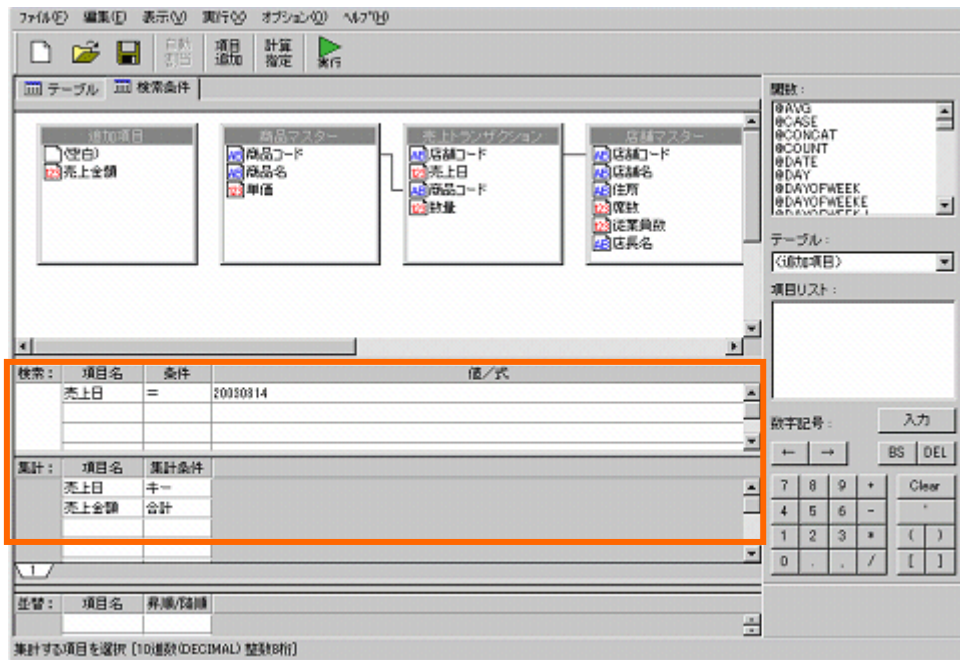 ファイル(F) 編集(E) 表示(V) 実行(X) オプション(O) ヘルプ(H)
自動割当 項目追加 計算指定 実行
テーブル 検索条件
追加項目
(空白)
売上金額
商品マスター
商品コード
商品名
単価
売上トランザクション
店舗コード
売上日
商品コード
数量
店舗マスター
店舗コード
店舗名
住所
席数
従業員数
店長名
関数：
@AVG
@CASE
@CONCAT
@COUNT
@DATE
@DAY
@DAYOFWEEK
@DAYOFWEEKE
テーブル：
(追加項目)
項目リスト：
検索： 項目名 条件 値／式
売上日 = 20030814
集計： 項目名 集計条件
売上日 キー
売上金額 合計
1
並替： 項目名 昇順/降順
数字記号： 入力
← → BS DEL
7 8 9 + Clear
4 5 6 - '
1 2 3 * ( )
0 . , / [ ]
集計する項目を選択 [10進数(DECIMAL) 整数8桁]